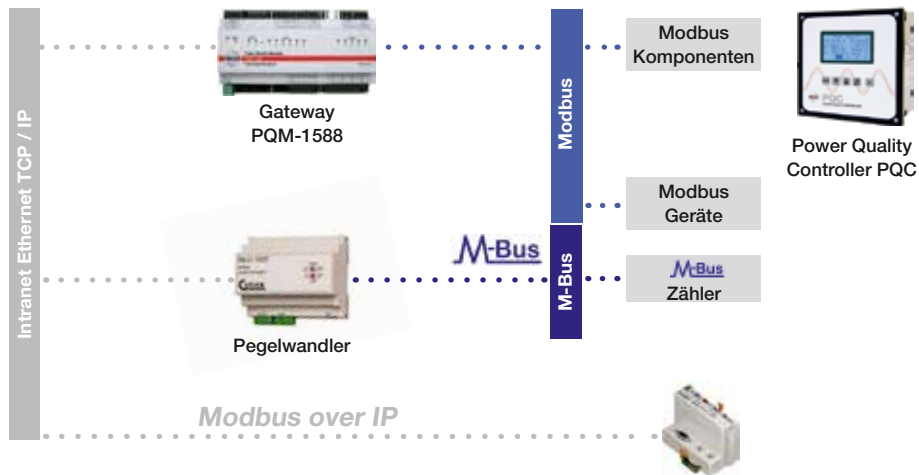 Intranet Ethernet TCP / IP
Gateway
PQM-1588
Modbus
Modbus
Komponenten
PQC
Power Quality
Controller PQC
Modbus
Geräte
M-Bus
M-Bus
M-Bus
Zähler
Pegelwandler
Modbus over IP